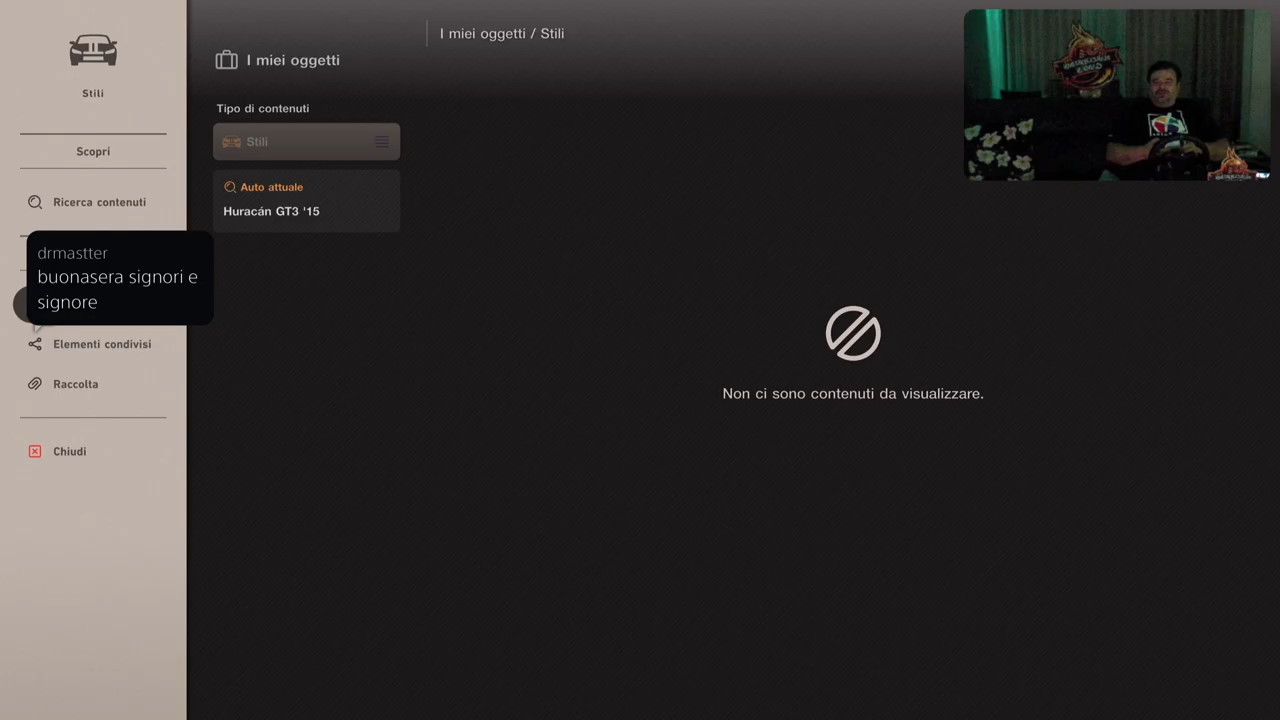 Stili
Scopri
Ricerca contenuti
drmastter
buonasera signori e
signore
Elementi condivisi
Raccolta
Chiudi
I miei oggetti
Tipo di contenuti
Stili
Auto attuale
Huracán GT3 '15
I miei oggetti / Stili
Non ci sono contenuti da visualizzare.